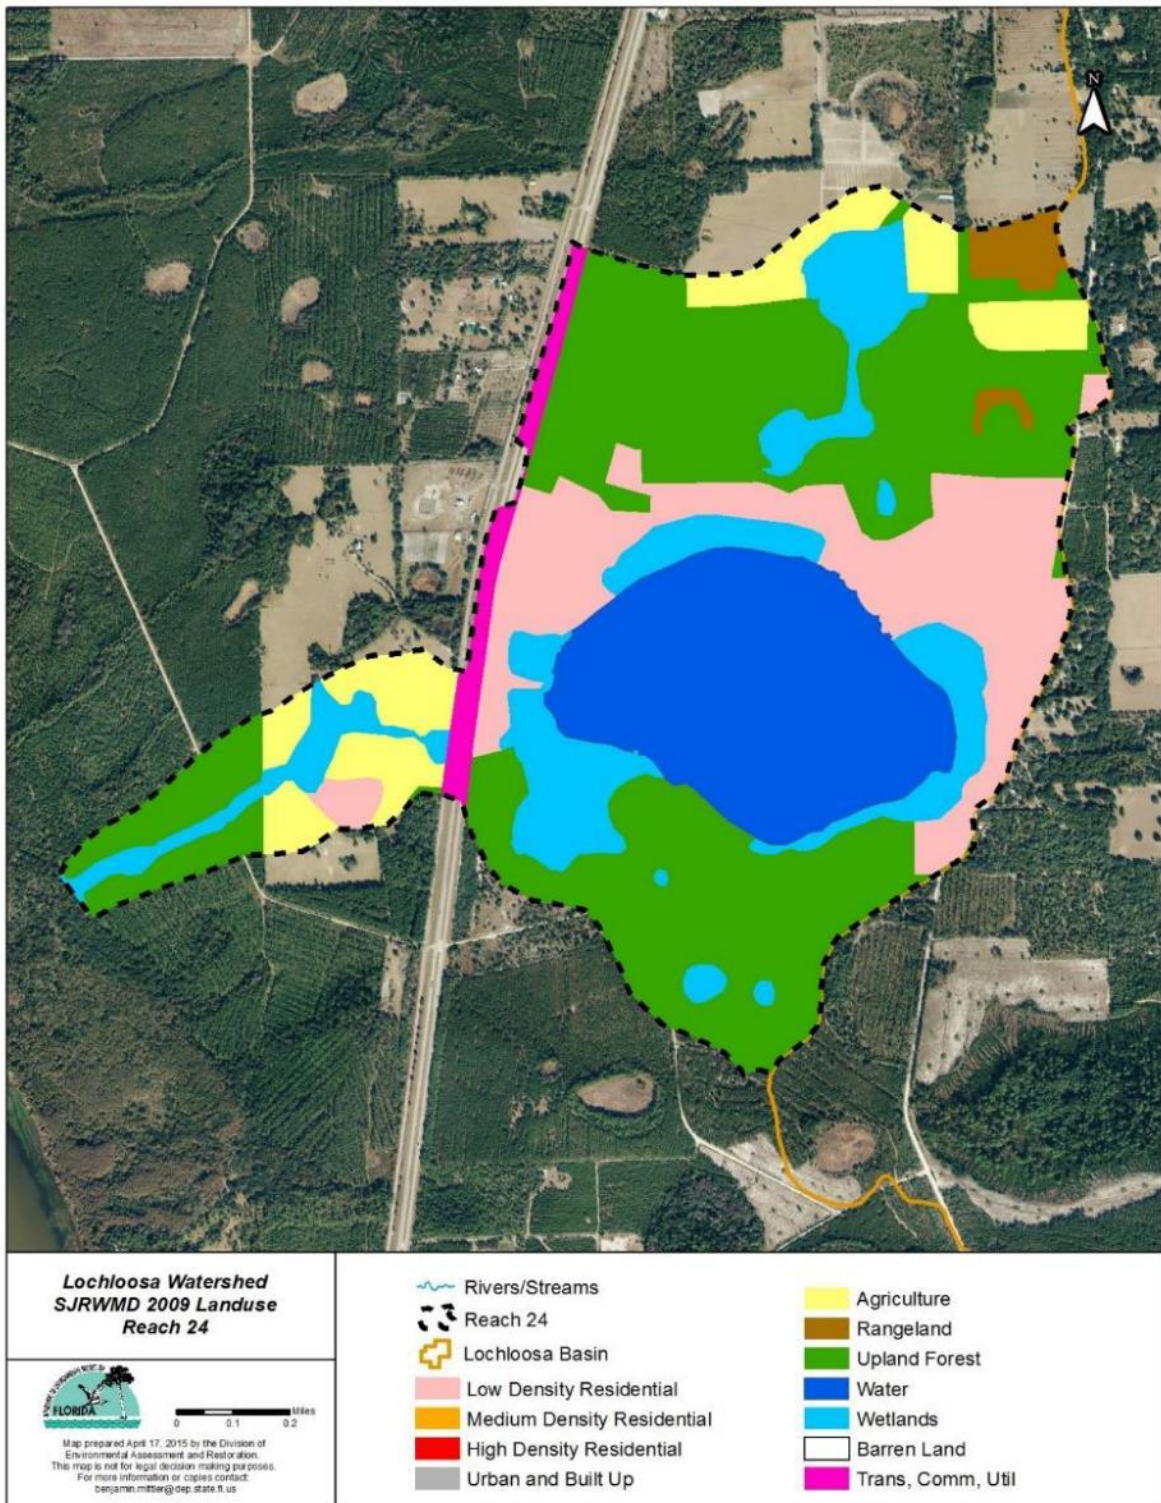 N
Lochloosa Watershed
SJRWMD 2009 Landuse
Reach 24
FLORIDA
Miles
0 0.1 0.2
Map prepared April 17, 2015 by the Division of
Environmental Assessment and Restoration.
This map is not for legal decision making purposes.
For more information or copies contact:
benjamin.mittler@dep.state.fl.us
Rivers/Streams
Reach 24
Lochloosa Basin
Low Density Residential
Medium Density Residential
High Density Residential
Urban and Built Up
Agriculture
Rangeland
Upland Forest
Water
Wetlands
Barren Land
Trans, Comm, Util